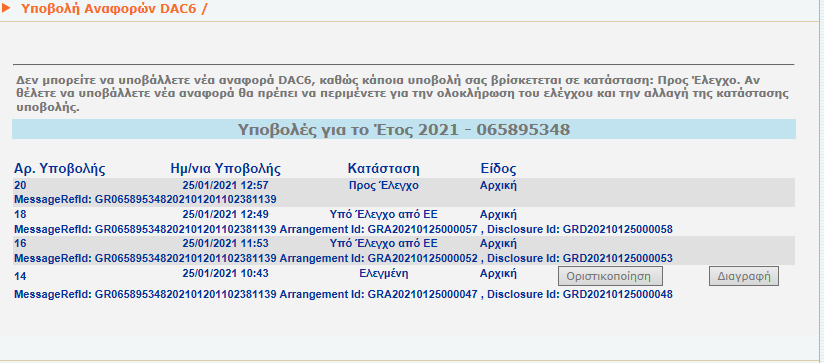 Υποβολή Αναφορών DAC6 /
Δεν μπορείτε να υποβάλλετε νέα αναφορά DAC6, καθώς κάποια υποβολή σας βρίσκετεται σε κατάσταση: Προς Έλεγχο. Αν
θέλετε να υποβάλλετε νέα αναφορά θα πρέπει να περιμένετε για την ολοκλήρωση του ελέγχου και την αλλαγή της κατάστασης
υποβολής.
Υποβολές για το Έτος 2021 - 065895348
Αρ. Υποβολής Ημ/νια Υποβολής Κατάσταση Είδος
20 25/01/2021 12:57 Προς Έλεγχο Αρχική
MessageRefId: GR065895348202101201102381139
18 25/01/2021 12:49 Υπό Έλεγχο από ΕΕ Αρχική
MessageRefId: GR065895348202101201102381139 Arrangement Id: GRA20210125000057 , Disclosure Id: GRD20210125000058
16 25/01/2021 11:53 Υπό Έλεγχο από ΕΕ Αρχική
MessageRefId: GR065895348202101201102381139 Arrangement Id: GRA20210125000052 , Disclosure Id: GRD20210125000053
14 25/01/2021 10:43 Ελεγμένη Αρχική Οριστικοποίηση Διαγραφή
MessageRefId: GR065895348202101201102381139 Arrangement Id: GRA20210125000047 , Disclosure Id: GRD20210125000048